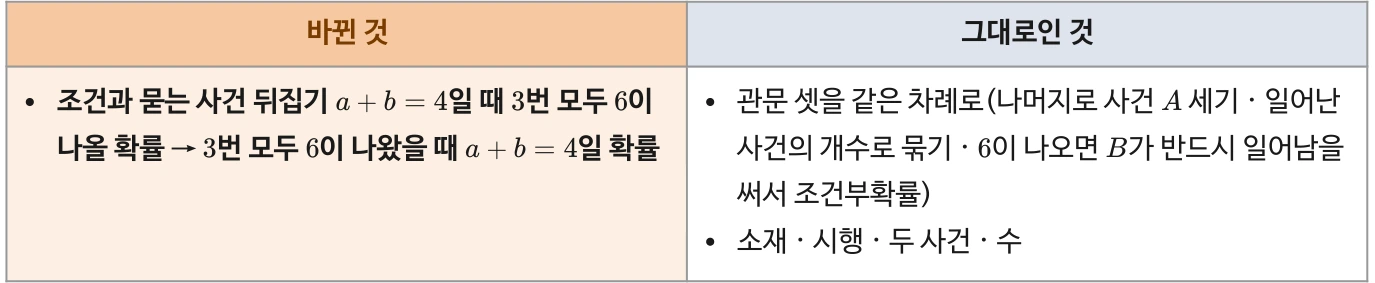 바뀐 것
그대로인 것
• 조건과 묻는 사건 뒤집기 a + b = 4일 때 3번 모두 6이
나올 확률 → 3번 모두 6이 나왔을 때 a + b = 4일 확률
• 관문 셋을 같은 차례로(나머지로 사건 A 세기 · 일어난
사건의 개수로 묶기 · 6이 나오면 B가 반드시 일어남을
써서 조건부확률)
• 소재 · 시행 · 두 사건 · 수